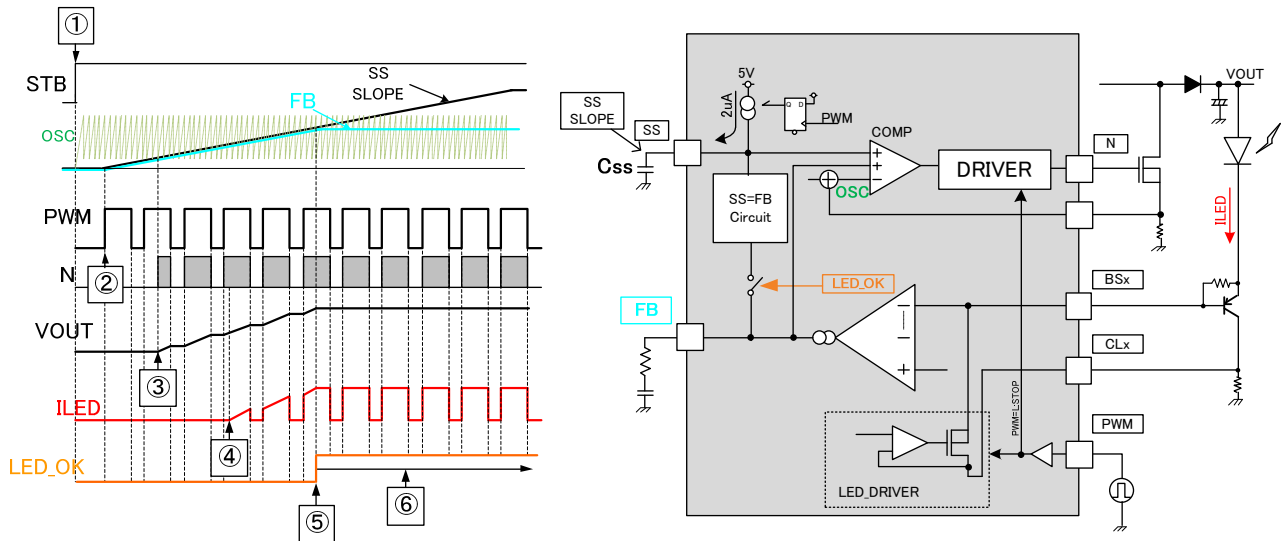 ①
STB
SS
SLOPE
FB
OSC
PWM
②
N
VOUT
③
ILED
④
LED_OK
⑤
⑥
SS
SLOPE
SS
Css
5V
2uA
Q D
PWM
COMP
+
+
−
OSC
DRIVER
N
VOUT
ILED
SS=FB
Circuit
LED_OK
FB
−
−
+
BSx
CLx
PWM=L:STOP
PWM
LED_DRIVER